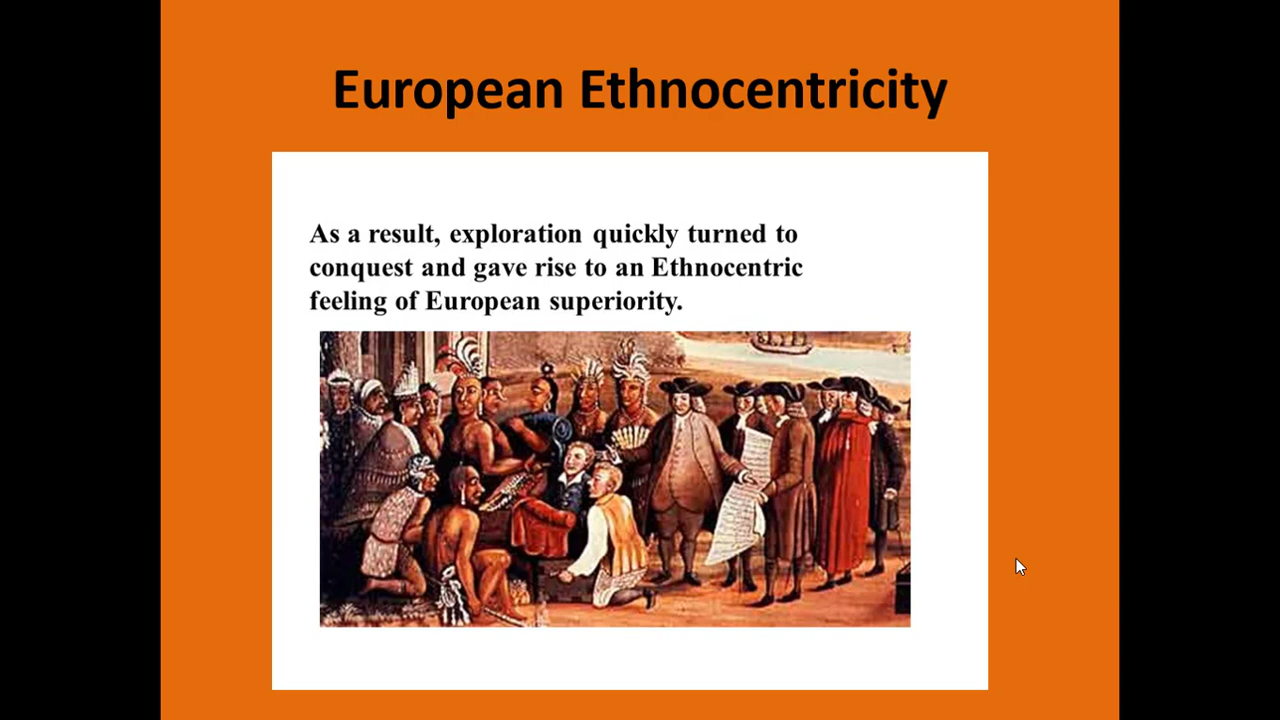 European Ethnocentricity
As a result, exploration quickly turned to
conquest and gave rise to an Ethnocentric
feeling of European superiority.